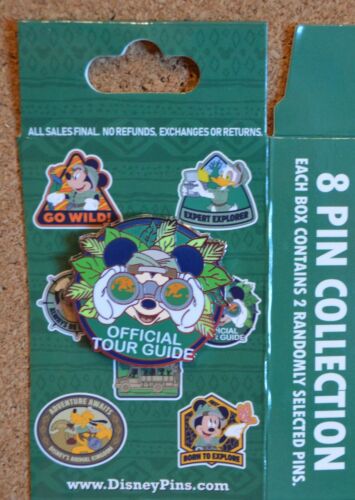 ALL SALES FINAL. NO REFUNDS, EXCHANGES OR RETURNS.
GO WILD!
EXPERT EXPLORER
OFFICIAL
TOUR GUIDE
GUIDE
ADVENTURE AWAITS
DISNEY'S ANIMAL KINGDOM
BORN TO EXPLORE
www.DisneyPins.com
8 PIN COLLECTION
EACH BOX CONTAINS 2 RANDOMLY SELECTED PINS.